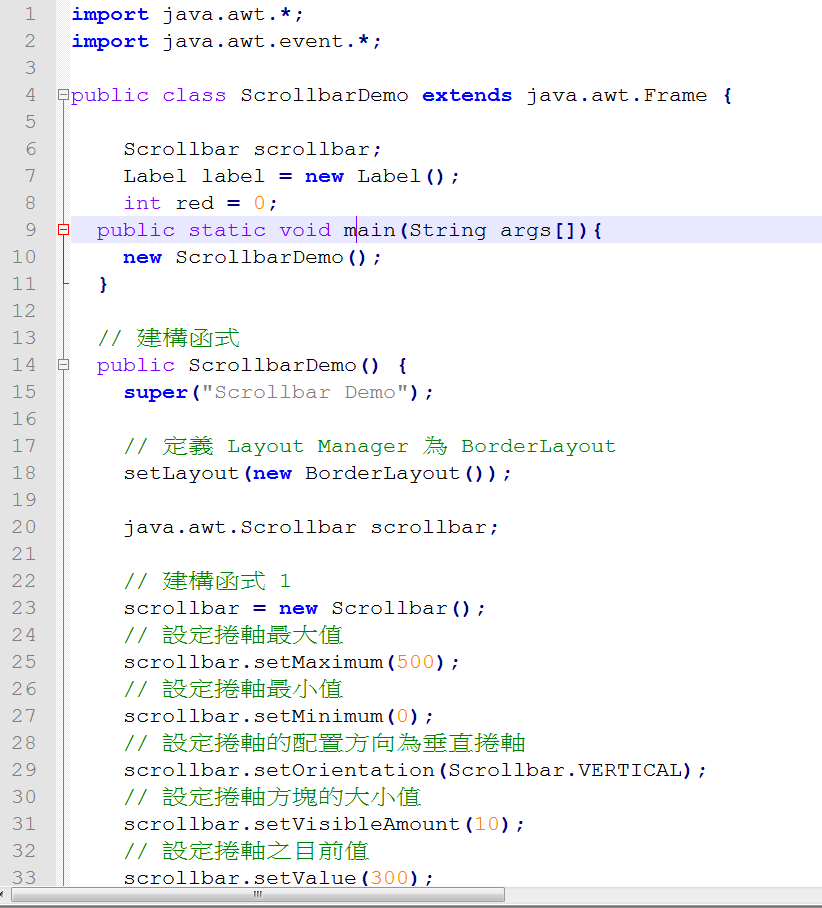 1 import java.awt.*;
2 import java.awt.event.*;
3
4 public class ScrollbarDemo extends java.awt.Frame {
5
6 Scrollbar scrollbar;
7 Label label = new Label();
8 int red = 0;
9 public static void main(String args[]){
10 new ScrollbarDemo();
11 }
12
13 // 建構函式
14 public ScrollbarDemo() {
15 super("Scrollbar Demo");
16
17 // 定義 Layout Manager 為 BorderLayout
18 setLayout(new BorderLayout());
19
20 java.awt.Scrollbar scrollbar;
21
22 // 建構函式 1
23 scrollbar = new Scrollbar();
24 // 設定捲軸最大值
25 scrollbar.setMaximum(500);
26 // 設定捲軸最小值
27 scrollbar.setMinimum(0);
28 // 設定捲軸的配置方向為垂直捲軸
29 scrollbar.setOrientation(Scrollbar.VERTICAL);
30 // 設定捲軸方塊的大小值
31 scrollbar.setVisibleAmount(10);
32 // 設定捲軸之目前值
33 scrollbar.setValue(300);